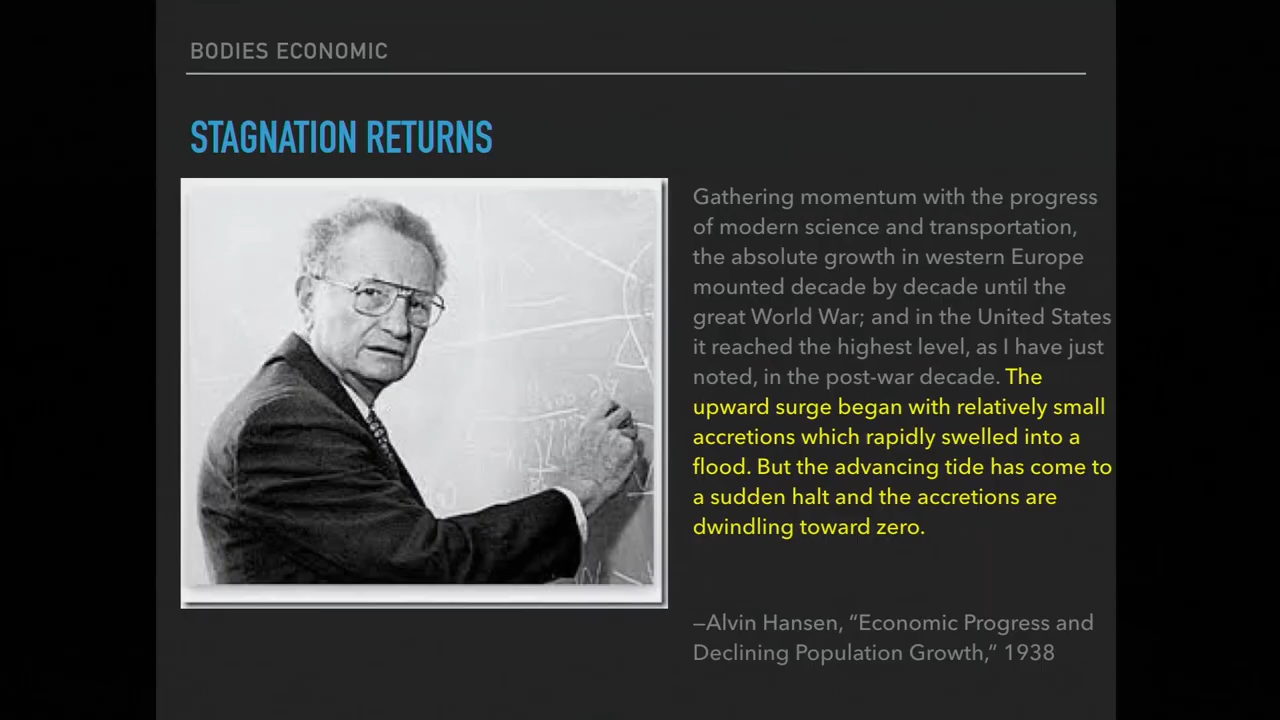 BODIES ECONOMIC
STAGNATION RETURNS
Gathering momentum with the progress
of modern science and transportation,
the absolute growth in western Europe
mounted decade by decade until the
great World War; and in the United States
it reached the highest level, as I have just
noted, in the post-war decade. The
upward surge began with relatively small
accretions which rapidly swelled into a
flood. But the advancing tide has come to
a sudden halt and the accretions are
dwindling toward zero.
—Alvin Hansen, “Economic Progress and
Declining Population Growth,” 1938